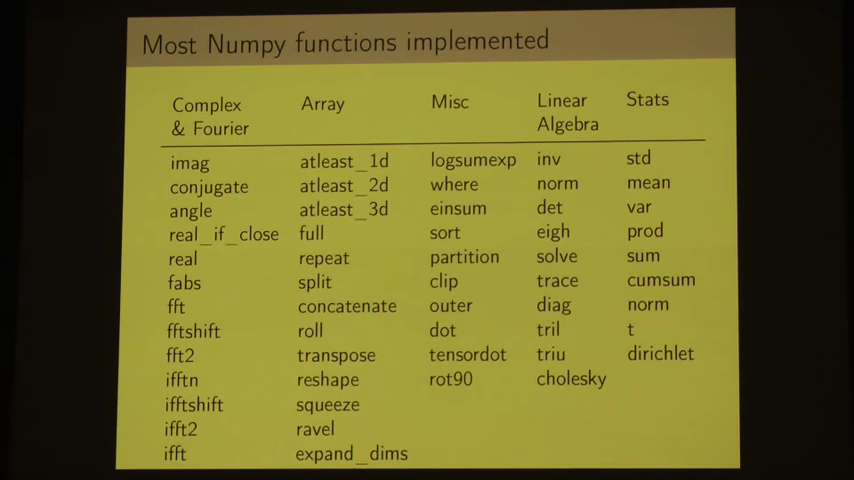 Most Numpy functions implemented
Complex & Fourier Array Misc Linear Algebra Stats
imag atleast_1d logsumexp inv std
conjugate atleast_2d where norm mean
angle atleast_3d einsum det var
real_if_close full sort eigh prod
real repeat partition solve sum
fabs split clip trace cumsum
fft concatenate outer diag norm
fftshift roll dot tril t
fft2 transpose tensordot triu dirichlet
ifftn reshape rot90 cholesky
ifftshift squeeze
ifft2 ravel
ifft expand_dims